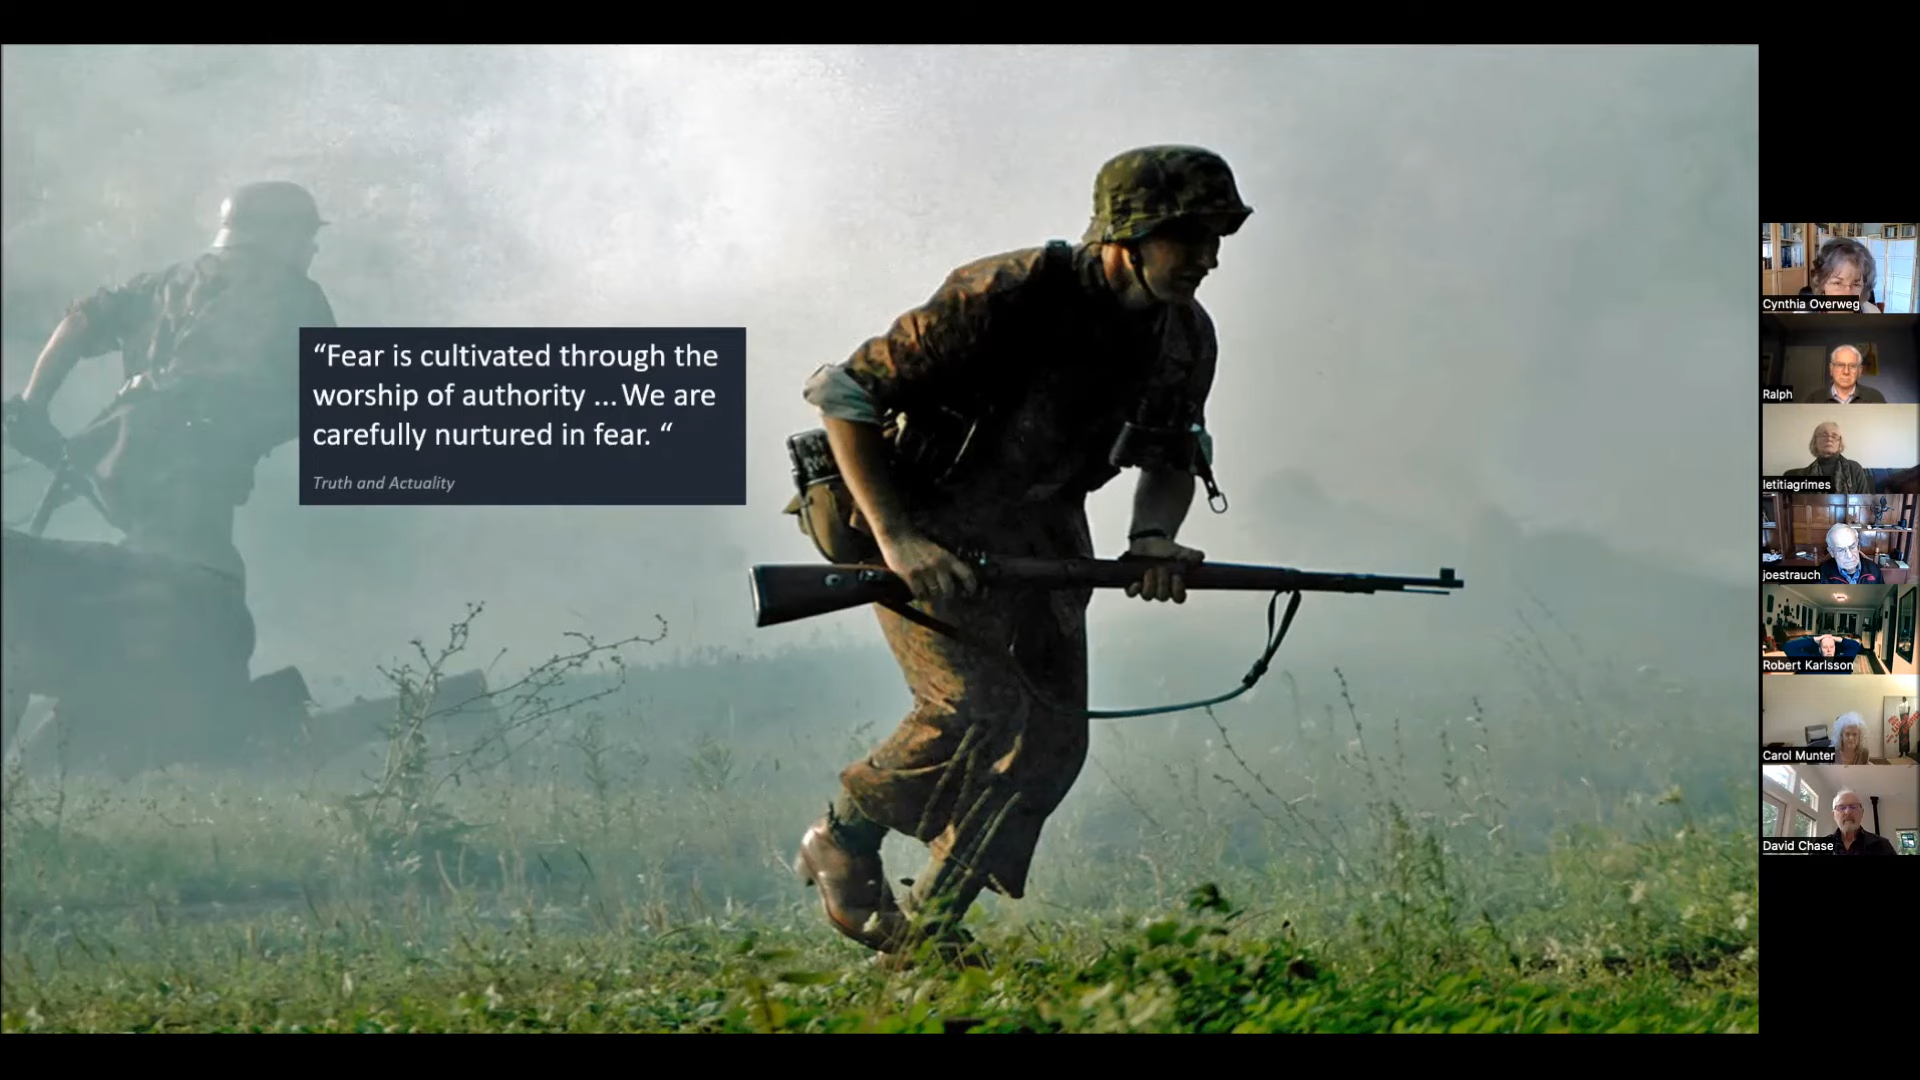 “Fear is cultivated through the
worship of authority ... We are
carefully nurtured in fear. “
Truth and Actuality
Cynthia Overweg
Ralph
letitiagrimes
joestrauch
Robert Karlsson
Carol Munter
David Chase